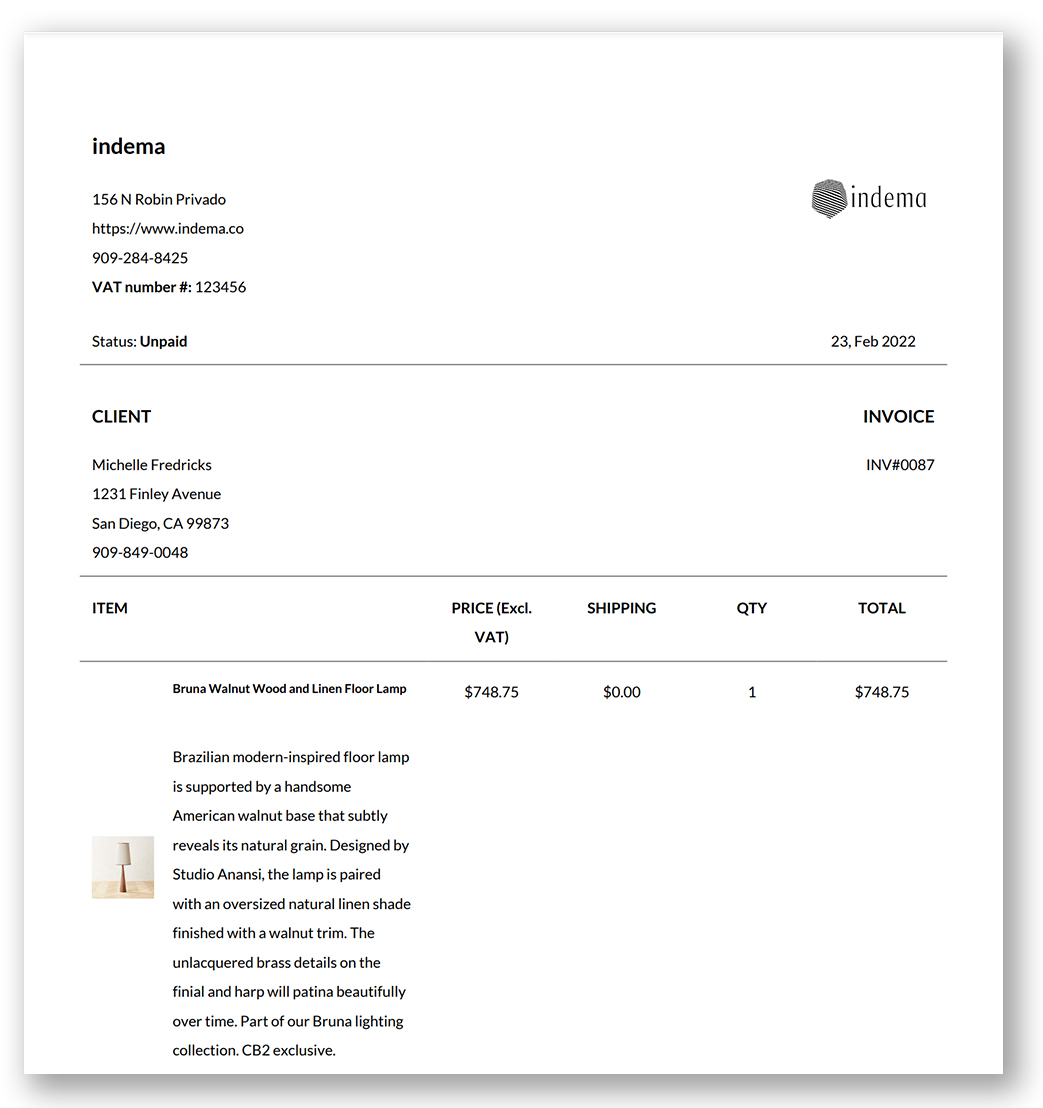 indema
indema
156 N Robin Privado
https://www.indema.co
909-284-8425
VAT number #: 123456
Status: Unpaid
23, Feb 2022
CLIENT
INVOICE
Michelle Fredricks
INV#0087
1231 Finley Avenue
San Diego, CA 99873
909-849-0048
ITEM PRICE (Excl. VAT) SHIPPING QTY TOTAL
Bruna Walnut Wood and Linen Floor Lamp $748.75 $0.00 1 $748.75
Brazilian modern-inspired floor lamp
is supported by a handsome
American walnut base that subtly
reveals its natural grain. Designed by
Studio Anansi, the lamp is paired
with an oversized natural linen shade
finished with a walnut trim. The
unlacquered brass details on the
finial and harp will patina beautifully
over time. Part of our Bruna lighting
collection. CB2 exclusive.